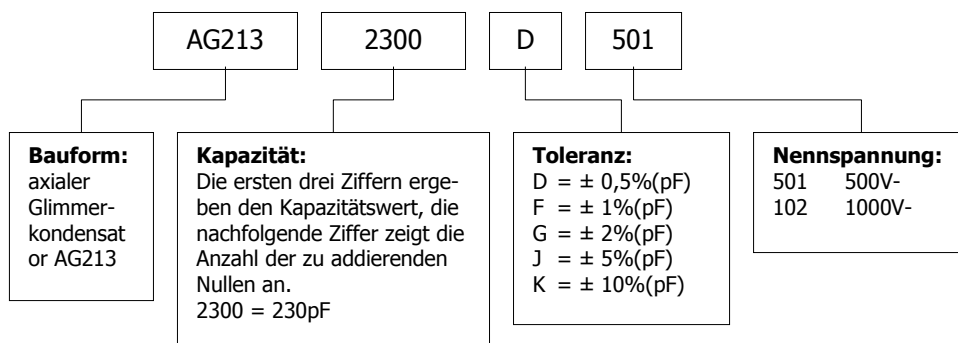 AG213 2300 D 501
Bauform:
axialer
Glimmer-
kondensat
or AG213
Kapazität:
Die ersten drei Ziffern erge-
ben den Kapazitätswert, die
nachfolgende Ziffer zeigt die
Anzahl der zu addierenden
Nullen an.
2300 = 230pF
Toleranz:
D = ± 0,5%(pF)
F = ± 1%(pF)
G = ± 2%(pF)
J = ± 5%(pF)
K = ± 10%(pF)
Nennspannung:
501 500V-
102 1000V-